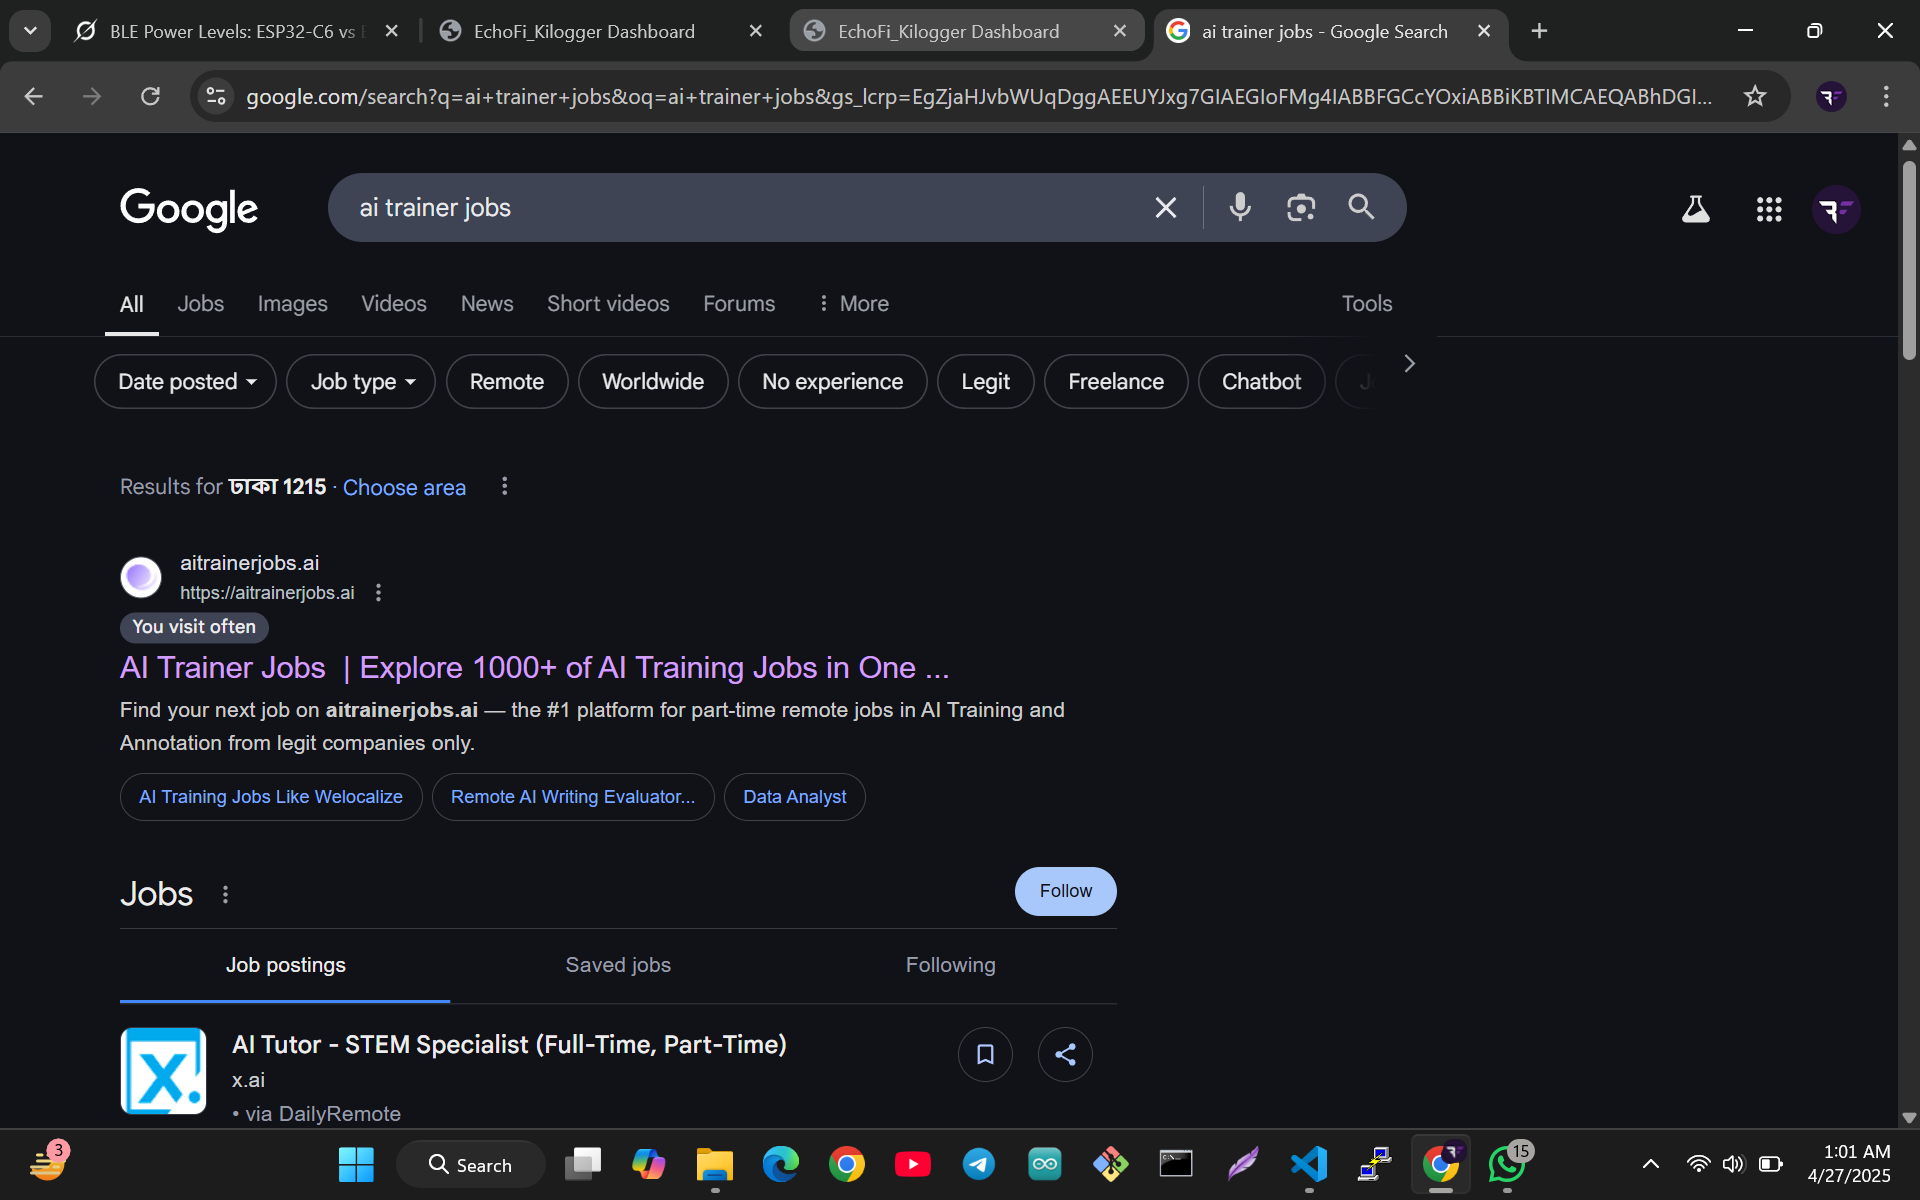 BLE Power Levels: ESP32-C6 vs
EchoFi_Kilogger Dashboard
EchoFi_Kilogger Dashboard
ai trainer jobs - Google Search
google.com/search?q=ai+trainer+jobs&oq=ai+trainer+jobs&gs_lcrp=EgZjaHJvbWUqDggAEEUYJxg7GIAEGIoFMg4IABBFGCcYOxiABBiKBTIMCAEQABhDGI...
Google
ai trainer jobs
All
Jobs
Images
Videos
News
Short videos
Forums
More
Tools
Date posted
Job type
Remote
Worldwide
No experience
Legit
Freelance
Chatbot
Results for ঢাকা 1215 · Choose area
aitrainerjobs.ai
https://aitrainerjobs.ai
You visit often
AI Trainer Jobs | Explore 1000+ of AI Training Jobs in One ...
Find your next job on aitrainerjobs.ai — the #1 platform for part-time remote jobs in AI Training and
Annotation from legit companies only.
AI Training Jobs Like Welocalize
Remote AI Writing Evaluator...
Data Analyst
Jobs
Follow
Job postings
Saved jobs
Following
AI Tutor - STEM Specialist (Full-Time, Part-Time)
x.ai
• via DailyRemote
3
Search
15
1:01 AM
4/27/2025